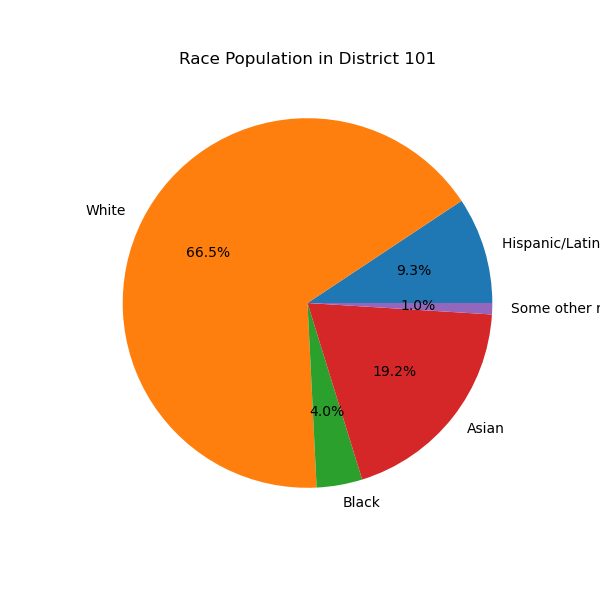 Race Population in District 101
White
66.5%
Hispanic/Latin
9.3%
1.0%
Some other r
19.2%
4.0%
Asian
Black